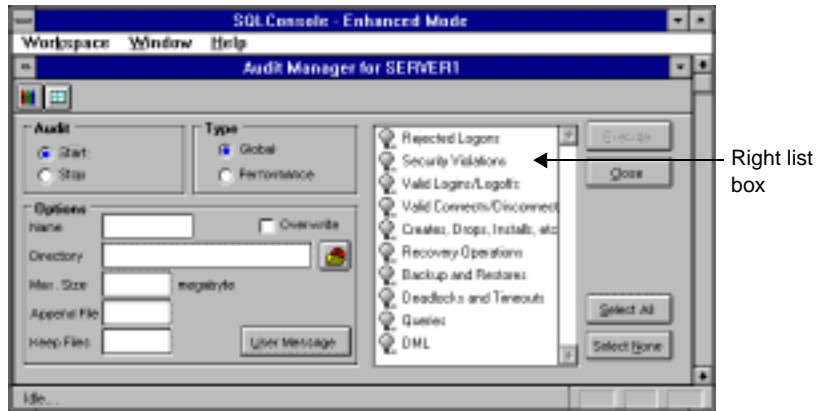 SQLConsole - Enhanced Mode
Workspace Window Help
Audit Manager for SERVER1
Audit
Start
Stop
Type
Global
Performance
Options
Name
Overwrite
Directory
Max. Size
megabyte
Append File
Keep Files
User Message
Rejected Logons
Security Violations
Valid Logins/Logoffs
Valid Connects/Disconnect
Creates, Drops, Installs, etc
Recovery Operations
Backup and Restores
Deadlocks and Timeouts
Queries
DML
Execute
Close
Select All
Select None
Right list
box
Idle...